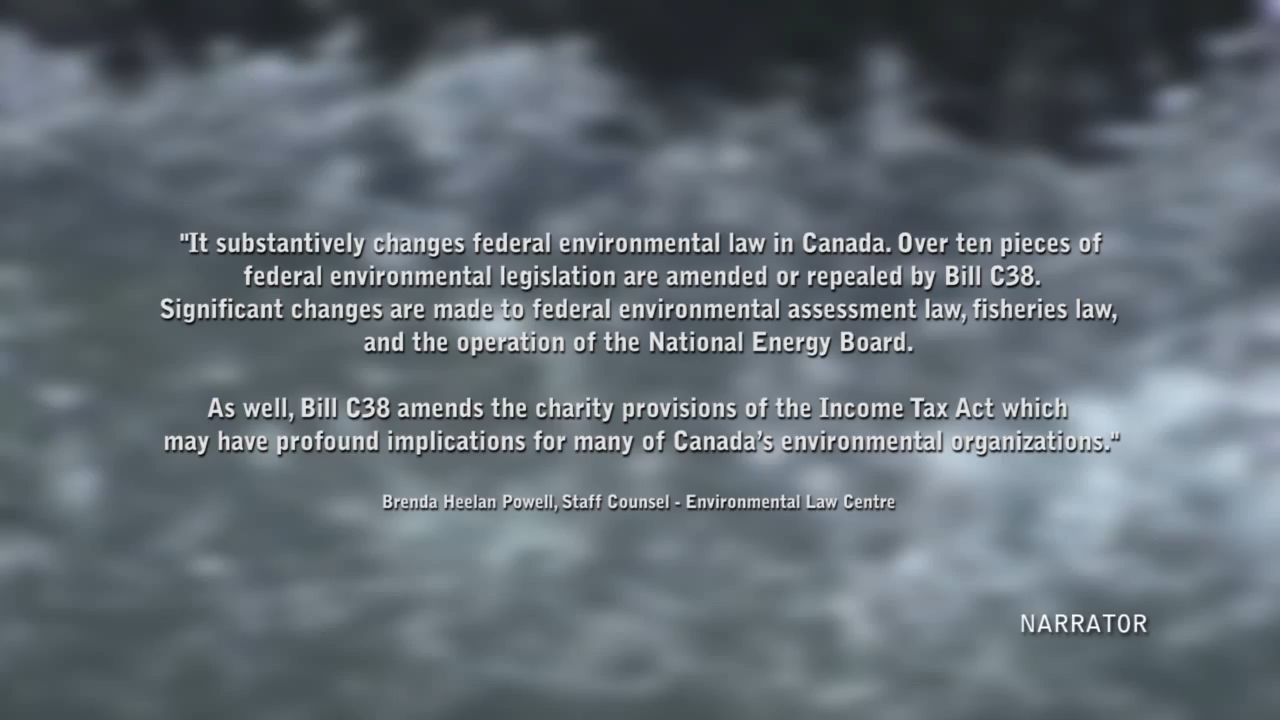 "It substantively changes federal environmental law in Canada. Over ten pieces of
federal environmental legislation are amended or repealed by Bill C38.
Significant changes are made to federal environmental assessment law, fisheries law,
and the operation of the National Energy Board.
As well, Bill C38 amends the charity provisions of the Income Tax Act which
may have profound implications for many of Canada's environmental organizations."
Brenda Heelan Powell, Staff Counsel - Environmental Law Centre
NARRATOR